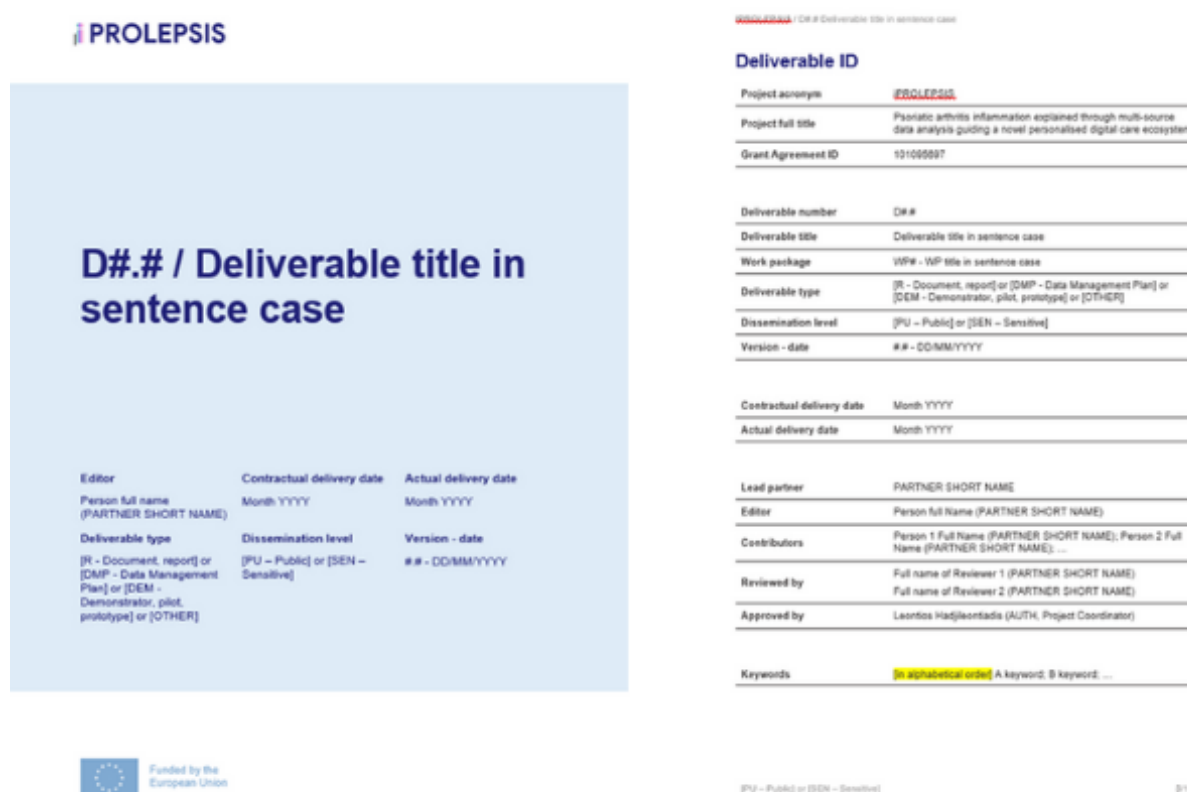 iPROLEPSIS
D#.# / Deliverable title in
sentence case
Editor
Person full name
(PARTNER SHORT NAME)
Contractual delivery date
Month YYYY
Actual delivery date
Month YYYY
Deliverable type
[R - Document, report] or
[DMP - Data Management
Plan] or [DEM -
Demonstrator, pilot,
prototype] or [OTHER]
Dissemination level
[PU – Public] or [SEN –
Sensitive]
Version - date
#.# - DD/MM/YYYY
Funded by the
European Union
iPROLEPSIS / D#.# Deliverable title in sentence case
Deliverable ID
Project acronym iPROLEPSIS
Project full title Psoriatic arthritis inflammation explained through multi-source
data analysis guiding a novel personalised digital care ecosystem
Grant Agreement ID 101095697
Deliverable number D#.#
Deliverable title Deliverable title in sentence case
Work package WP# - WP title in sentence case
Deliverable type [R - Document, report] or [DMP - Data Management Plan] or
[DEM - Demonstrator, pilot, prototype] or [OTHER]
Dissemination level [PU – Public] or [SEN – Sensitive]
Version - date #.# - DD/MM/YYYY
Contractual delivery date Month YYYY
Actual delivery date Month YYYY
Lead partner PARTNER SHORT NAME
Editor Person full Name (PARTNER SHORT NAME)
Contributors Person 1 Full Name (PARTNER SHORT NAME); Person 2 Full
Name (PARTNER SHORT NAME); ...
Reviewed by Full name of Reviewer 1 (PARTNER SHORT NAME)
Full name of Reviewer 2 (PARTNER SHORT NAME)
Approved by Leontios Hadjileontiadis (AUTH, Project Coordinator)
Keywords [in alphabetical order] A keyword; B keyword; ...
[PU – Public] or [SEN – Sensitive]